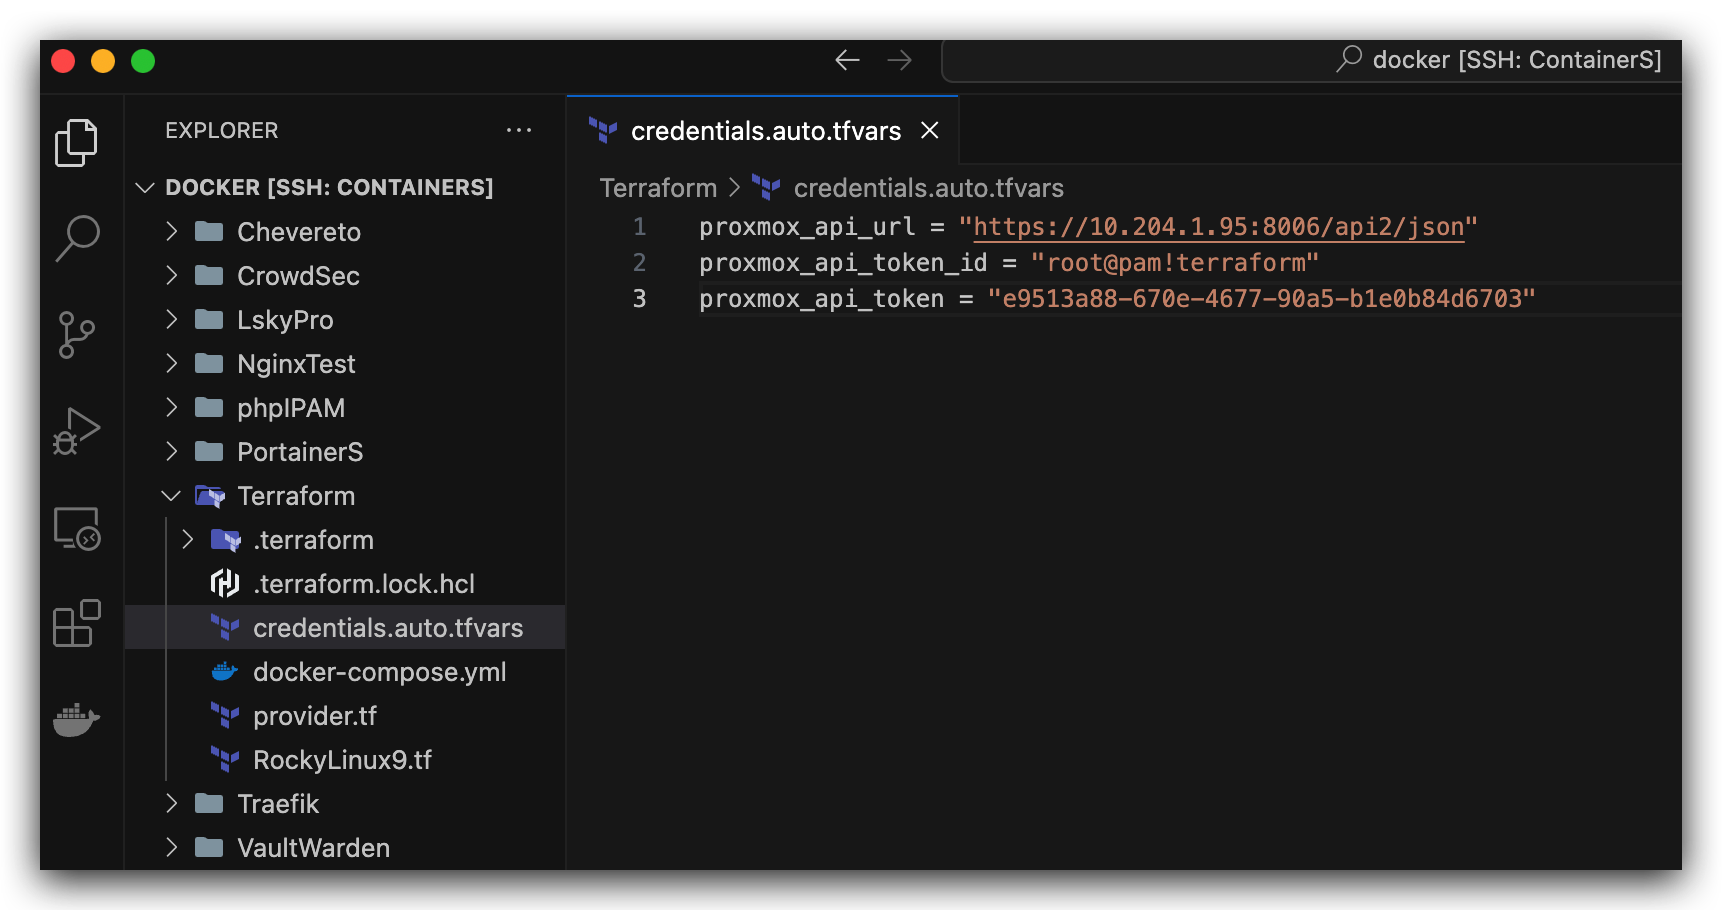 docker [SSH: ContainerS]
EXPLORER
credentials.auto.tfvars
DOCKER [SSH: CONTAINERS]
Terraform > credentials.auto.tfvars
1 proxmox_api_url = "https://10.204.1.95:8006/api2/json"
2 proxmox_api_token_id = "root@pam!terraform"
3 proxmox_api_token = "e9513a88-670e-4677-90a5-b1e0b84d6703"
Chevereto
CrowdSec
LskyPro
NginxTest
phpIPAM
PortainerS
Terraform
.terraform
.terraform.lock.hcl
credentials.auto.tfvars
docker-compose.yml
provider.tf
RockyLinux9.tf
Traefik
VaultWarden